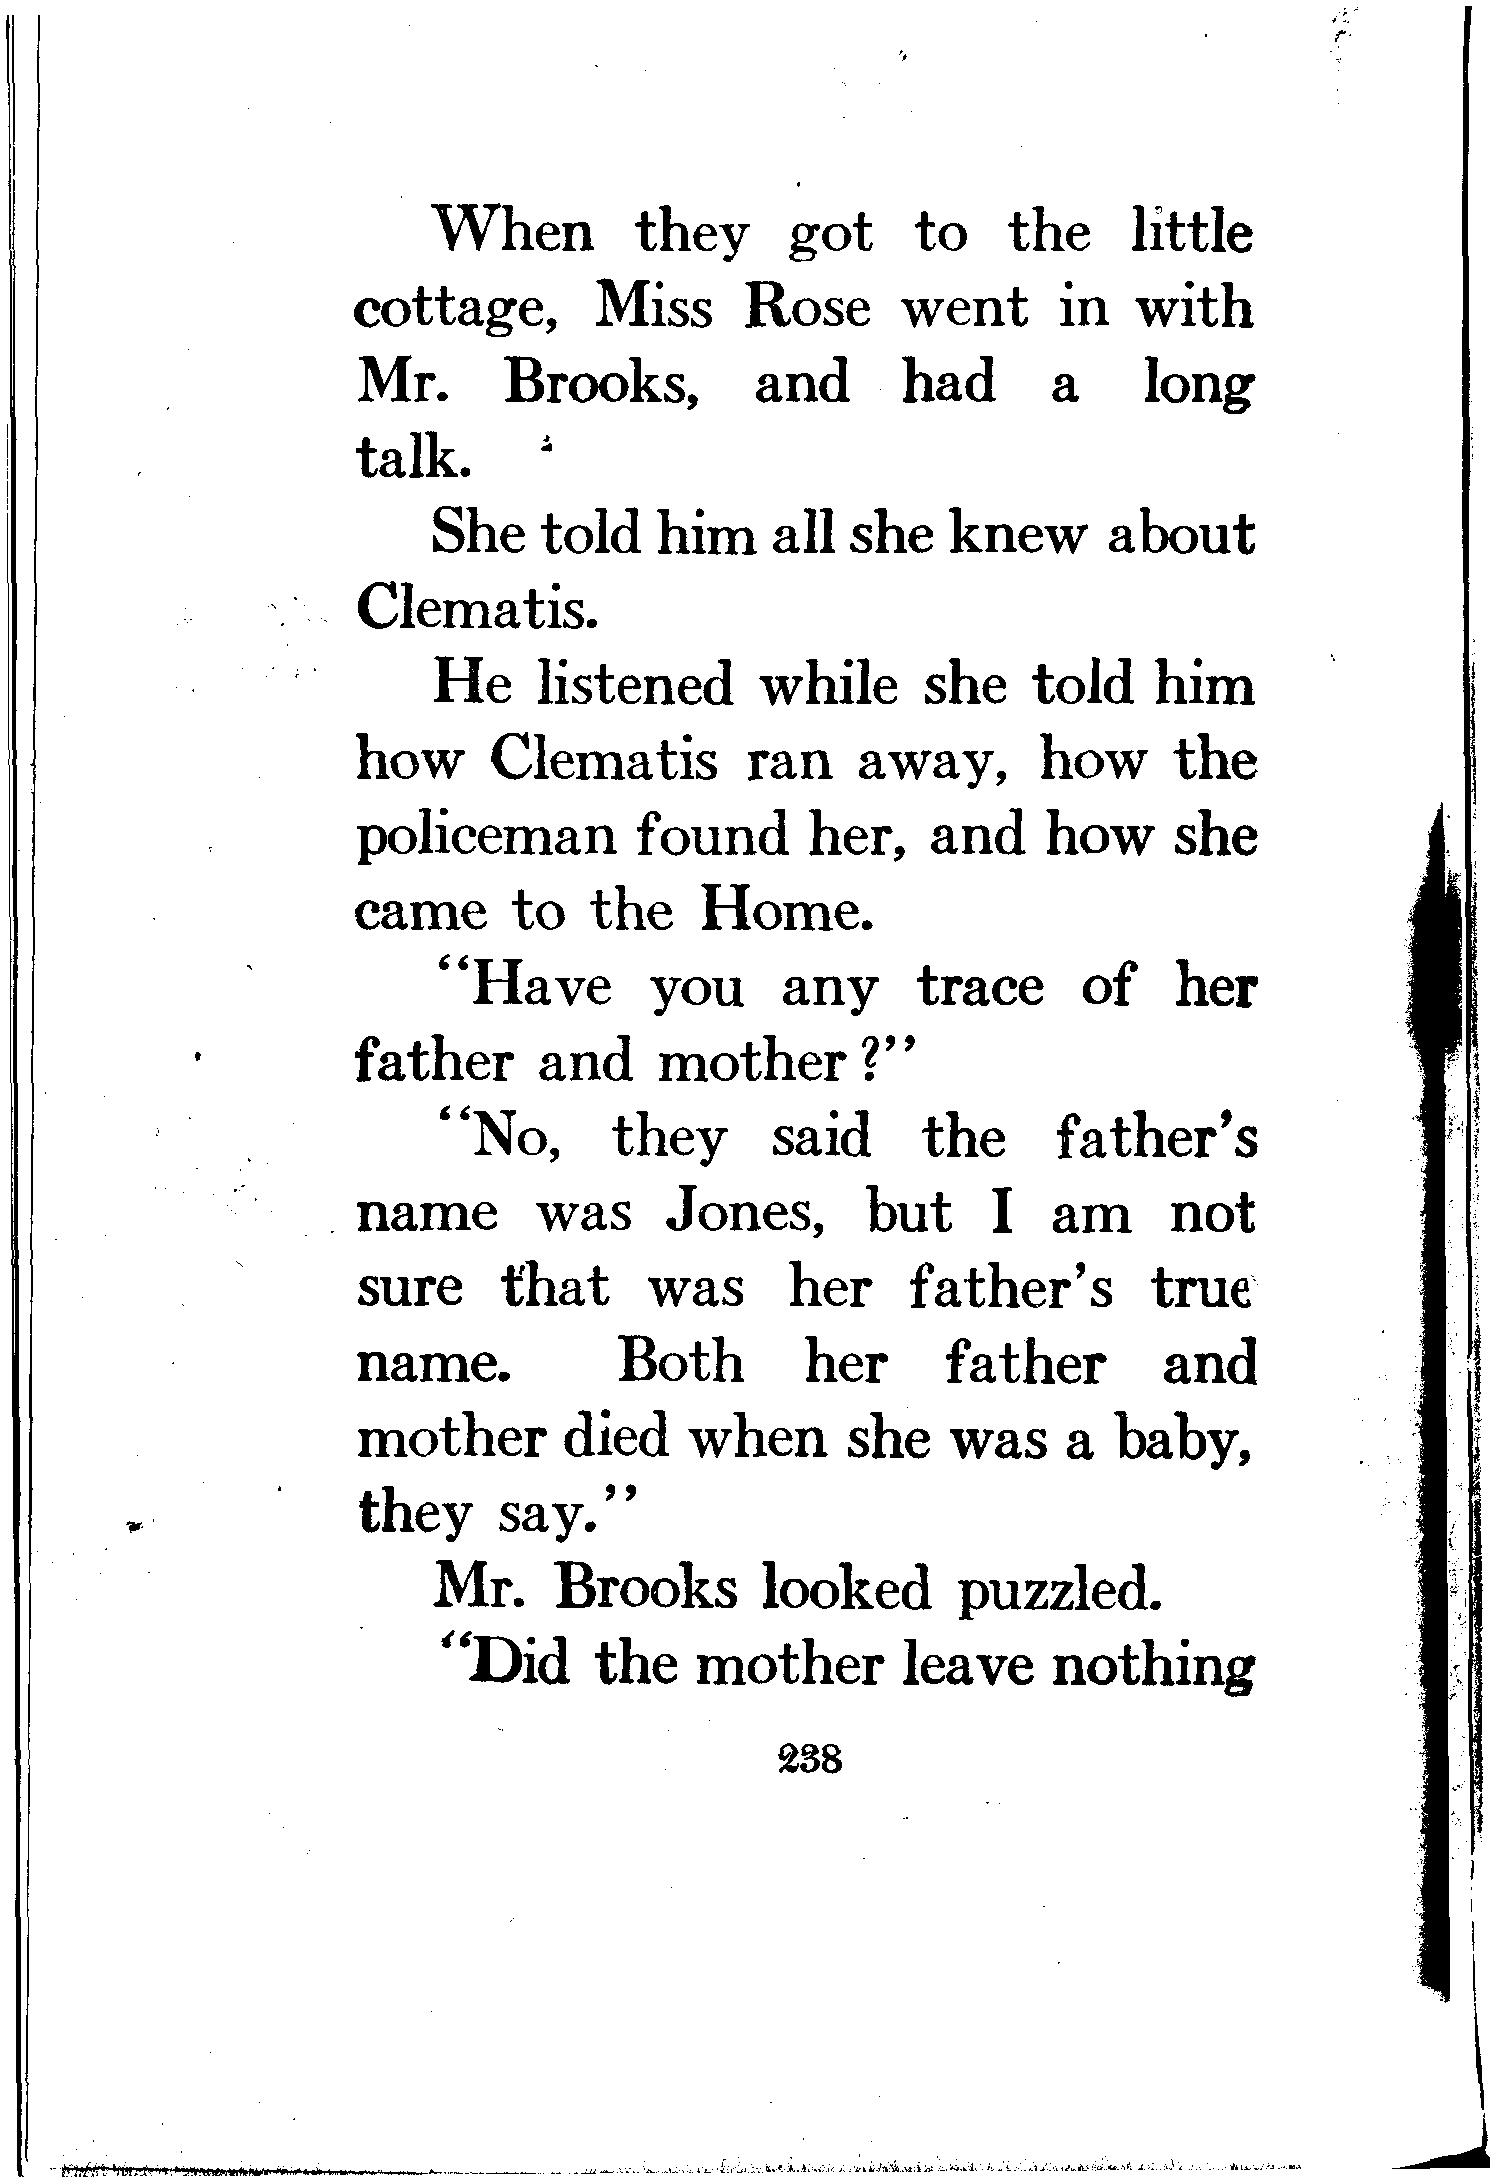 When they got to the little
cottage, Miss Rose went in with
Mr. Brooks, and had a long
talk.
She told him all she knew about
Clematis.
He listened while she told him
how Clematis ran away, how the
policeman found her, and how she
came to the Home.
"Have you any trace of her
father and mother?"
"No, they said the father's
name was Jones, but I am not
sure that was her father's true
name. Both her father and
mother died when she was a baby,
they say."
Mr. Brooks looked puzzled.
"Did the mother leave nothing
238